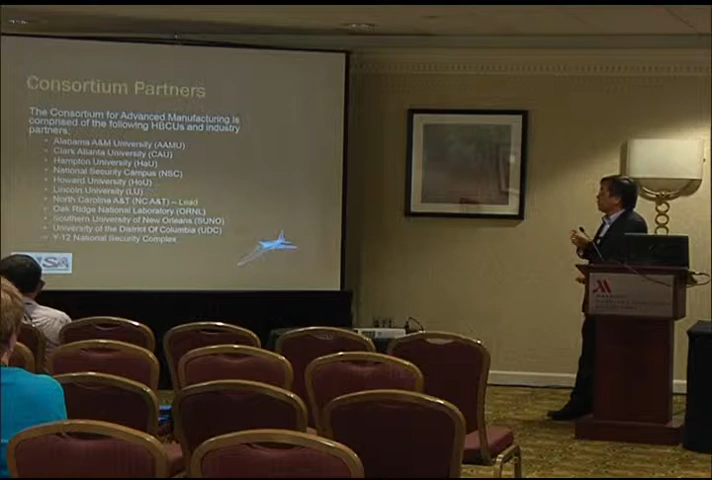 Consortium Partners
The Consortium for Advanced Manufacturing is
comprised of the following HBCUs and industry
partners:
• Alabama A&M University (AAMU)
• Clark Atlanta University (CAU)
• Hampton University (HaU)
• National Security Campus (NSC)
• Howard University (HoU)
• Lincoln University (LU)
• North Carolina A&T (NC A&T) – Lead
• Oak Ridge National Laboratory (ORNL)
• Southern University of New Orleans (SUNO)
• University of the District Of Columbia (UDC)
• Y-12 National Security Complex